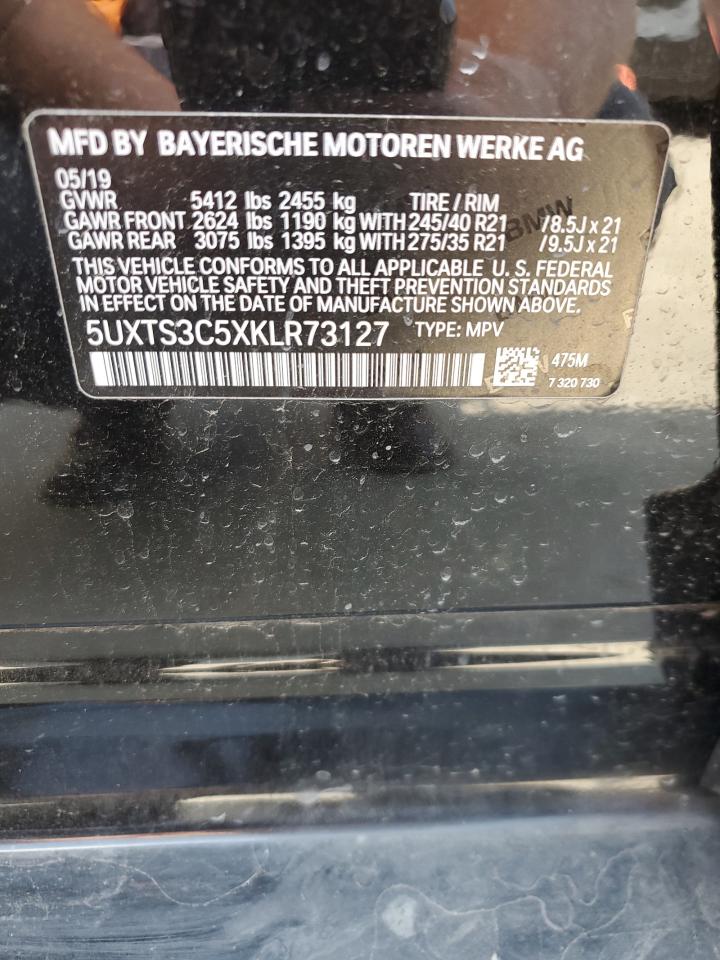 MFD BY BAYERISCHE MOTOREN WERKE AG
05/19
GVWR 5412 lbs 2455 kg TIRE / RIM
GAWR FRONT 2624 lbs 1190 kg WITH 245/40 R21 /8.5J x 21
GAWR REAR 3075 lbs 1395 kg WITH 275/35 R21 /9.5J x 21
THIS VEHICLE CONFORMS TO ALL APPLICABLE U. S. FEDERAL
MOTOR VEHICLE SAFETY AND THEFT PREVENTION STANDARDS
IN EFFECT ON THE DATE OF MANUFACTURE SHOWN ABOVE.
5UXTS3C5XKLR73127 TYPE: MPV
475M
7 320 730
BMW